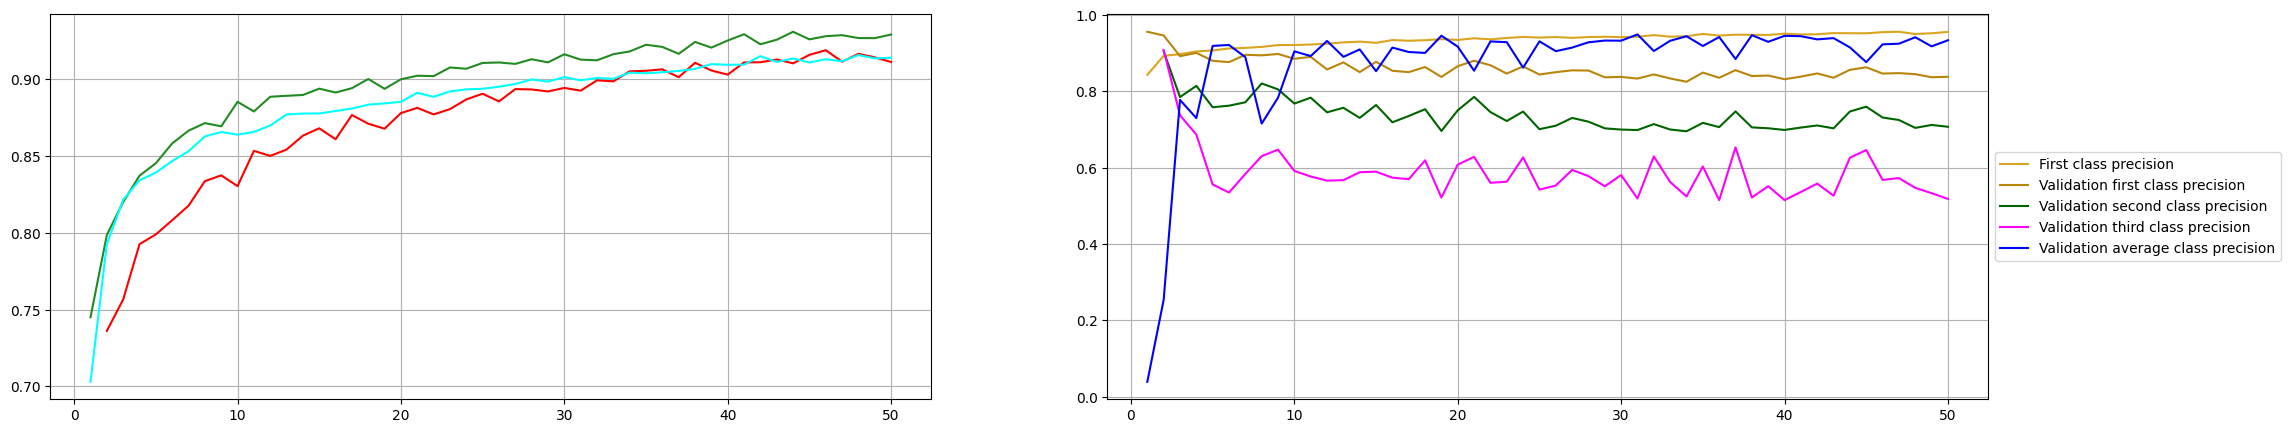 0.90
0.85
0.80
0.75
0.70
0 10 20 30 40 50
1.0
0.8
0.6
0.4
0.2
0.0
0 10 20 30 40 50
First class precision
Validation first class precision
Validation second class precision
Validation third class precision
Validation average class precision